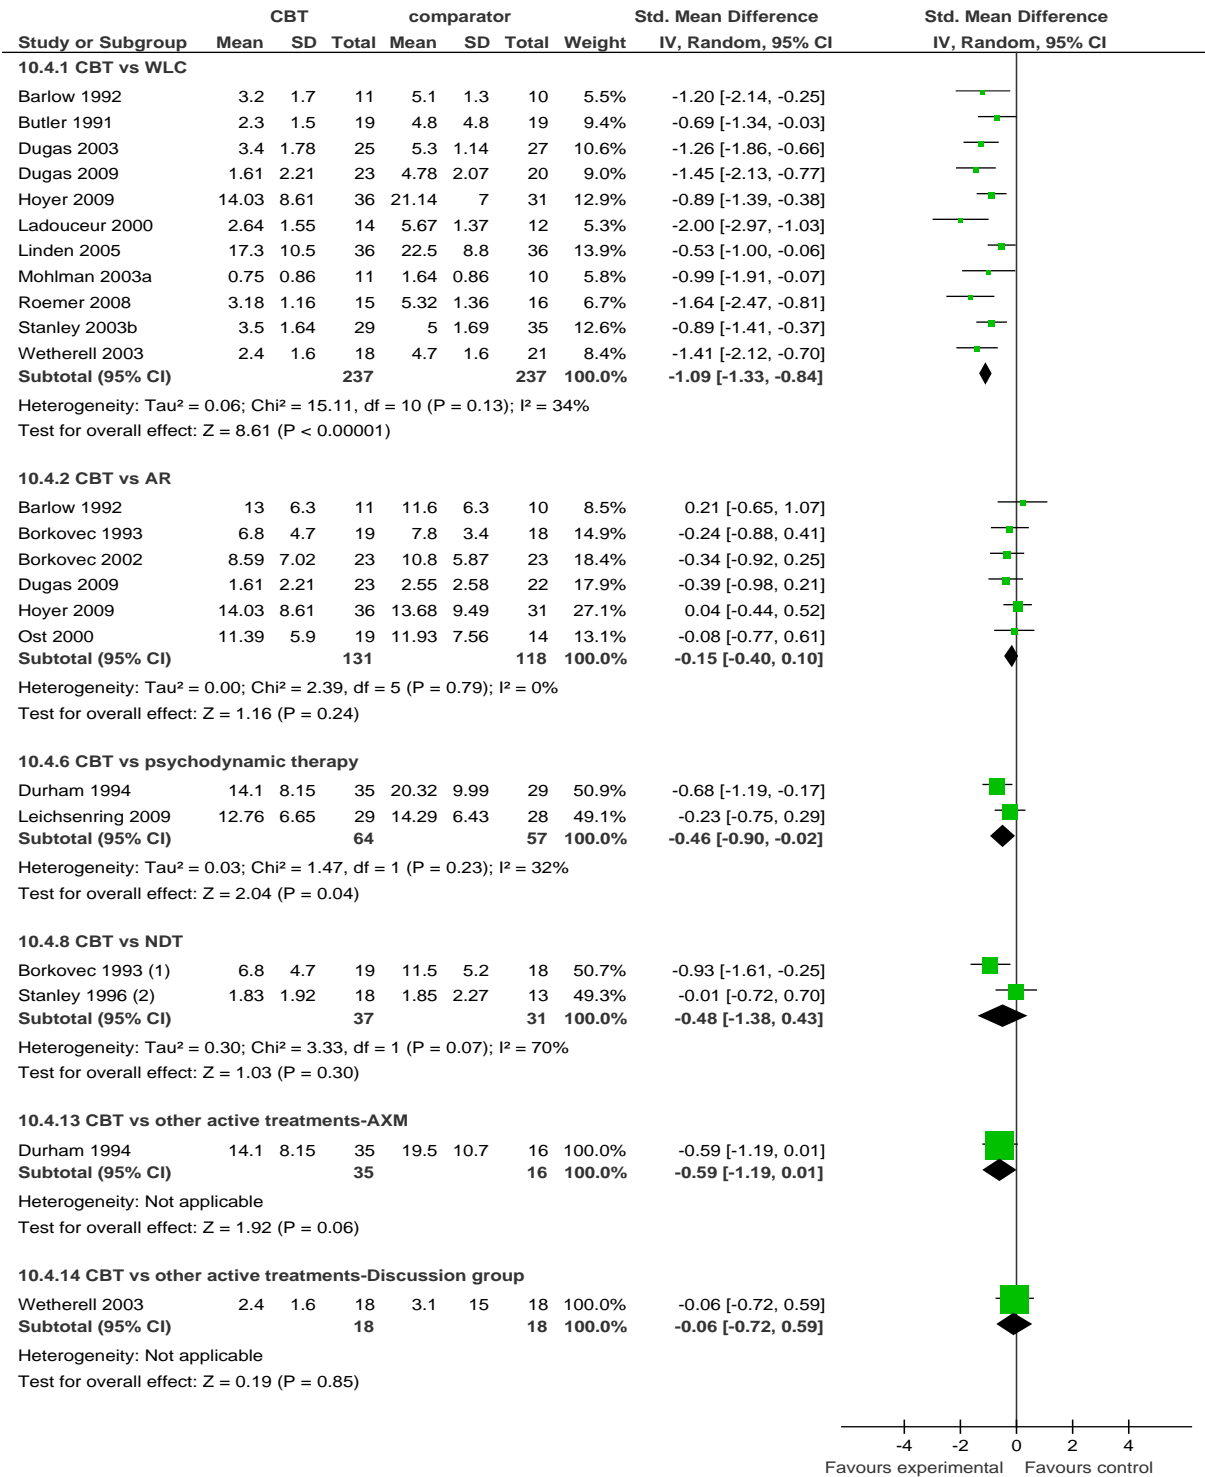 CBT comparator Std. Mean Difference Std. Mean Difference
Study or Subgroup Mean SD Total Mean SD Total Weight IV, Random, 95% CI IV, Random, 95% CI
10.4.1 CBT vs WLC
Barlow 1992 3.2 1.7 11 5.1 1.3 10 5.5% -1.20 [-2.14, -0.25]
Butler 1991 2.3 1.5 19 4.8 4.8 19 9.4% -0.69 [-1.34, -0.03]
Dugas 2003 3.4 1.78 25 5.3 1.14 27 10.6% -1.26 [-1.86, -0.66]
Dugas 2009 1.61 2.21 23 4.78 2.07 20 9.0% -1.45 [-2.13, -0.77]
Hoyer 2009 14.03 8.61 36 21.14 7 31 12.9% -0.89 [-1.39, -0.38]
Ladouceur 2000 2.64 1.55 14 5.67 1.37 12 5.3% -2.00 [-2.97, -1.03]
Linden 2005 17.3 10.5 36 22.5 8.8 36 13.9% -0.53 [-1.00, -0.06]
Mohlman 2003a 0.75 0.86 11 1.64 0.86 10 5.8% -0.99 [-1.91, -0.07]
Roemer 2008 3.18 1.16 15 5.32 1.36 16 6.7% -1.64 [-2.47, -0.81]
Stanley 2003b 3.5 1.64 29 5 1.69 35 12.6% -0.89 [-1.41, -0.37]
Wetherell 2003 2.4 1.6 18 4.7 1.6 21 8.4% -1.41 [-2.12, -0.70]
Subtotal (95% CI) 237 237 100.0% -1.09 [-1.33, -0.84]
Heterogeneity: Tau² = 0.06; Chi² = 15.11, df = 10 (P = 0.13); I² = 34%
Test for overall effect: Z = 8.61 (P < 0.00001)
10.4.2 CBT vs AR
Barlow 1992 13 6.3 11 11.6 6.3 10 8.5% 0.21 [-0.65, 1.07]
Borkovec 1993 6.8 4.7 19 7.8 3.4 18 14.9% -0.24 [-0.88, 0.41]
Borkovec 2002 8.59 7.02 23 10.8 5.87 23 18.4% -0.34 [-0.92, 0.25]
Dugas 2009 1.61 2.21 23 2.55 2.58 22 17.9% -0.39 [-0.98, 0.21]
Hoyer 2009 14.03 8.61 36 13.68 9.49 31 27.1% 0.04 [-0.44, 0.52]
Ost 2000 11.39 5.9 19 11.93 7.56 14 13.1% -0.08 [-0.77, 0.61]
Subtotal (95% CI) 131 118 100.0% -0.15 [-0.40, 0.10]
Heterogeneity: Tau² = 0.00; Chi² = 2.39, df = 5 (P = 0.79); I² = 0%
Test for overall effect: Z = 1.16 (P = 0.24)
10.4.6 CBT vs psychodynamic therapy
Durham 1994 14.1 8.15 35 20.32 9.99 29 50.9% -0.68 [-1.19, -0.17]
Leichsenring 2009 12.76 6.65 29 14.29 6.43 28 49.1% -0.23 [-0.75, 0.29]
Subtotal (95% CI) 64 57 100.0% -0.46 [-0.90, -0.02]
Heterogeneity: Tau² = 0.03; Chi² = 1.47, df = 1 (P = 0.23); I² = 32%
Test for overall effect: Z = 2.04 (P = 0.04)
10.4.8 CBT vs NDT
Borkovec 1993 (1) 6.8 4.7 19 11.5 5.2 18 50.7% -0.93 [-1.61, -0.25]
Stanley 1996 (2) 1.83 1.92 18 1.85 2.27 13 49.3% -0.01 [-0.72, 0.70]
Subtotal (95% CI) 37 31 100.0% -0.48 [-1.38, 0.43]
Heterogeneity: Tau² = 0.30; Chi² = 3.33, df = 1 (P = 0.07); I² = 70%
Test for overall effect: Z = 1.03 (P = 0.30)
10.4.13 CBT vs other active treatments-AXM
Durham 1994 14.1 8.15 35 19.5 10.7 16 100.0% -0.59 [-1.19, 0.01]
Subtotal (95% CI) 35 16 100.0% -0.59 [-1.19, 0.01]
Heterogeneity: Not applicable
Test for overall effect: Z = 1.92 (P = 0.06)
10.4.14 CBT vs other active treatments-Discussion group
Wetherell 2003 2.4 1.6 18 3.1 15 18 100.0% -0.06 [-0.72, 0.59]
Subtotal (95% CI) 18 18 100.0% -0.06 [-0.72, 0.59]
Heterogeneity: Not applicable
Test for overall effect: Z = 0.19 (P = 0.85)
-4 -2 0 2 4
Favours experimental Favours control